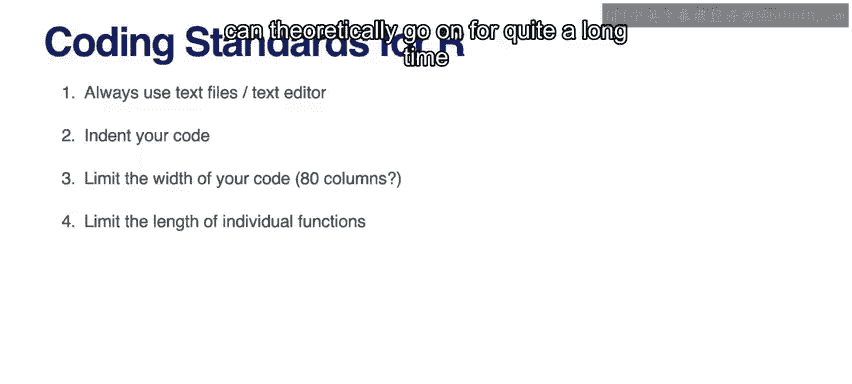 can theoretically go on for quite a long
time
Coding Standards for R
1. Always use text files / text editor
2. Indent your code
3. Limit the width of your code (80 columns?)
4. Limit the length of individual functions